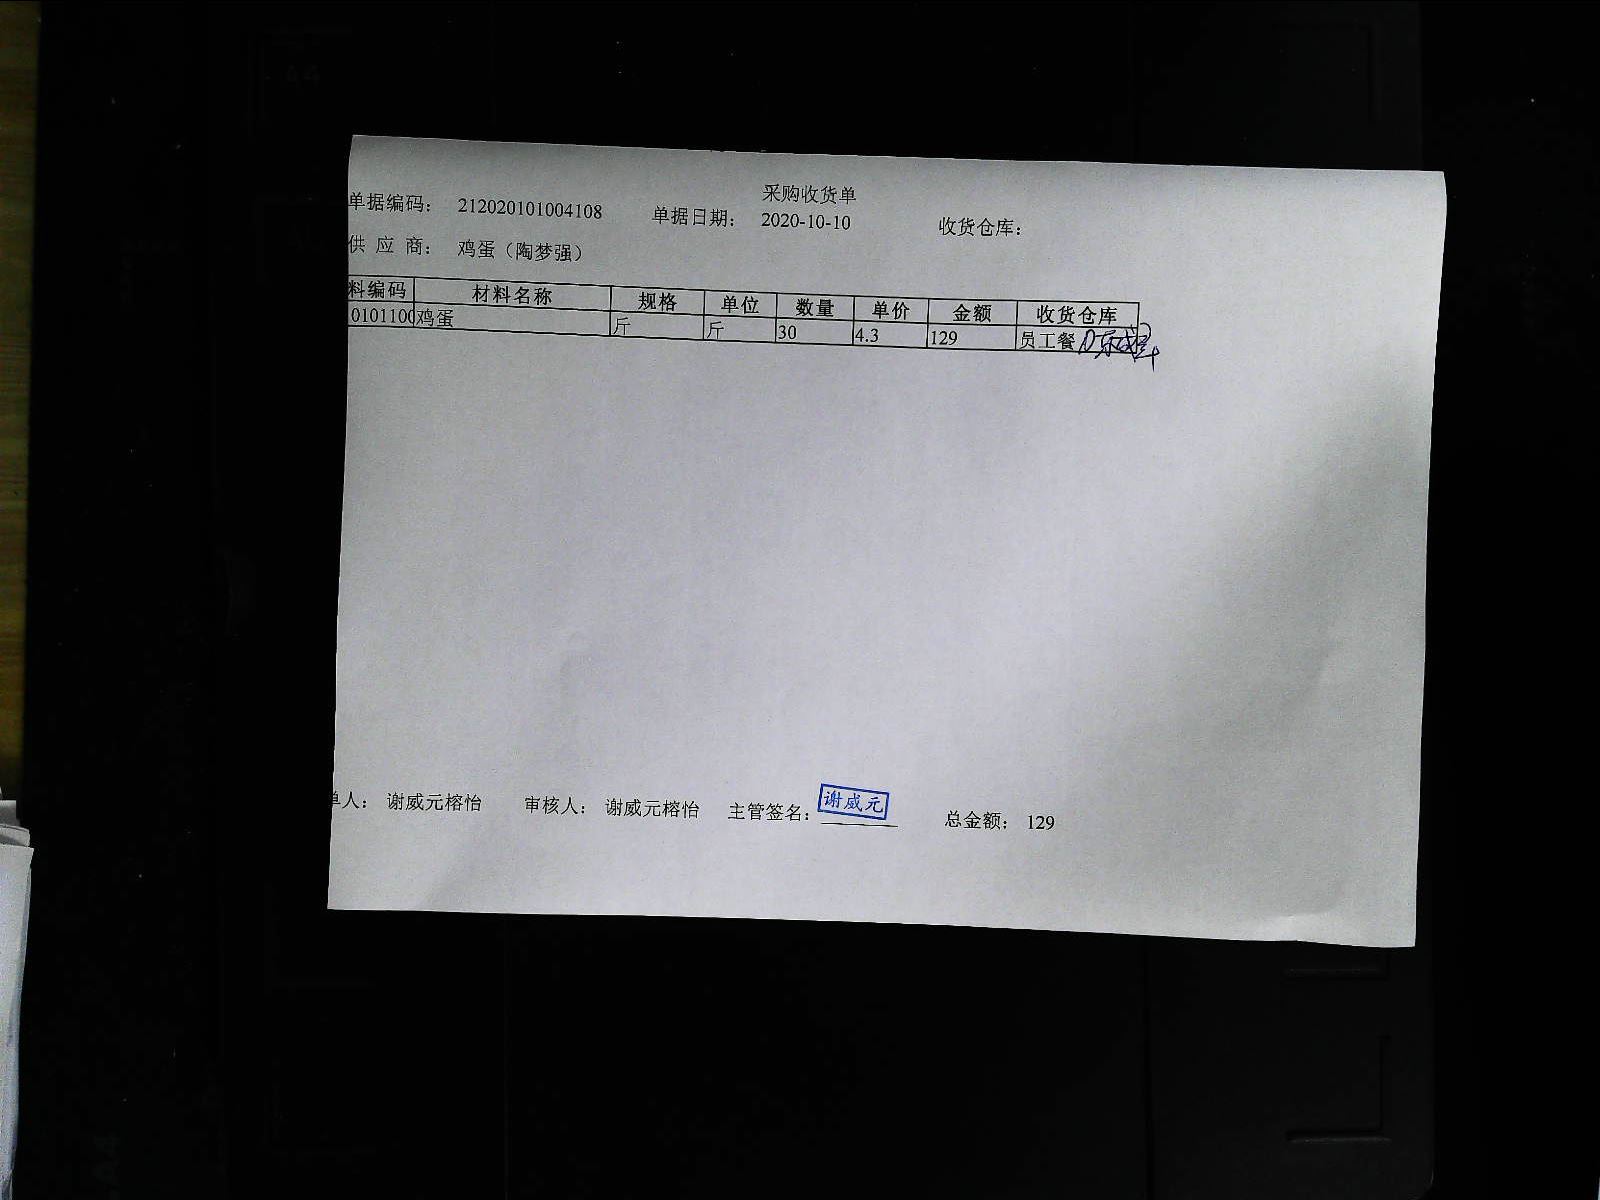 采购收货单
单据编码： 212020101004108 单据日期： 2020-10-10 收货仓库：
供 应 商： 鸡蛋（陶梦强）
料编码 材料名称 规格 单位 数量 单价 金额 收货仓库
0101100 鸡蛋 斤 斤 30 4.3 129 员工餐
单人： 谢威元榕怡 审核人： 谢威元榕怡 主管签名： 谢威元 总金额： 129